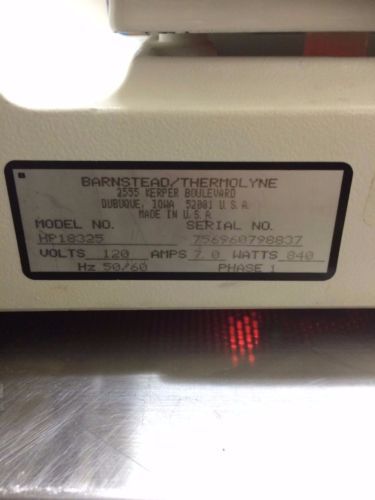 BARNSTEAD/THERMOLYNE
2555 KERPER BOULEVARD
DUBUQUE, IOWA 52001 U.S.A.
MADE IN U.S.A
MODEL NO. SERIAL NO.
HP18325 756960798837
VOLTS 120 AMPS 7.0 WATTS 840
Hz 50/60 PHASE 1